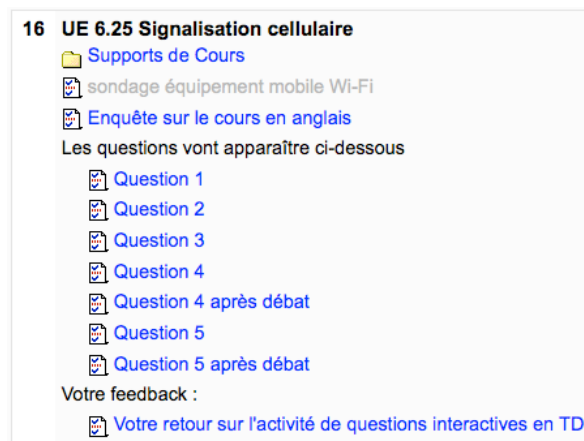 16 UE 6.25 Signalisation cellulaire
Supports de Cours
sondage équipement mobile Wi-Fi
Enquête sur le cours en anglais
Les questions vont apparaître ci-dessous
Question 1
Question 2
Question 3
Question 4
Question 4 après débat
Question 5
Question 5 après débat
Votre feedback :
Votre retour sur l'activité de questions interactives en TD